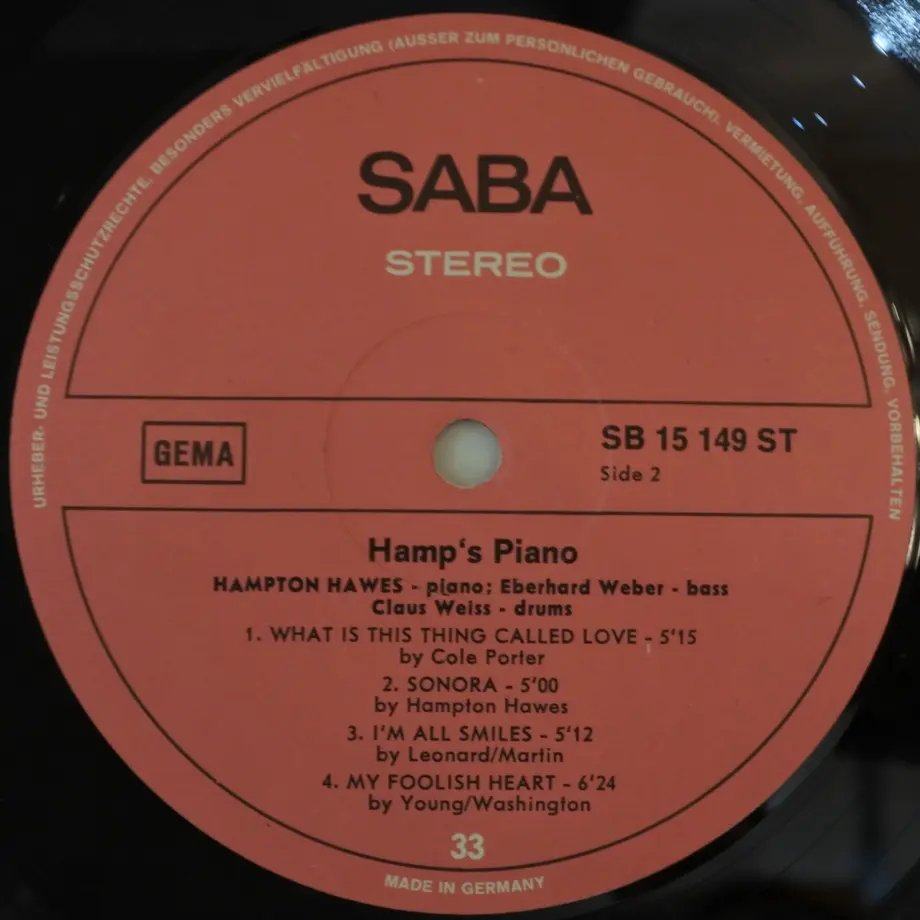 URHEBER- UND LEISTUNGSSCHUTZRECHTE, BESONDERS VERVIELFÄLTIGUNG (AUSSER ZUM PERSÖNLICHEN GEBRAUCH), VERMIETUNG, AUFFÜHRUNG, SENDUNG, VORBEHALTEN
SABA
STEREO
GEMA
SB 15 149 ST
Side 2
Hamp's Piano
HAMPTON HAWES - piano; Eberhard Weber - bass
Claus Weiss - drums
1. WHAT IS THIS THING CALLED LOVE - 5'15
by Cole Porter
2. SONORA - 5'00
by Hampton Hawes
3. I'M ALL SMILES - 5'12
by Leonard/Martin
4. MY FOOLISH HEART - 6'24
by Young/Washington
33
MADE IN GERMANY